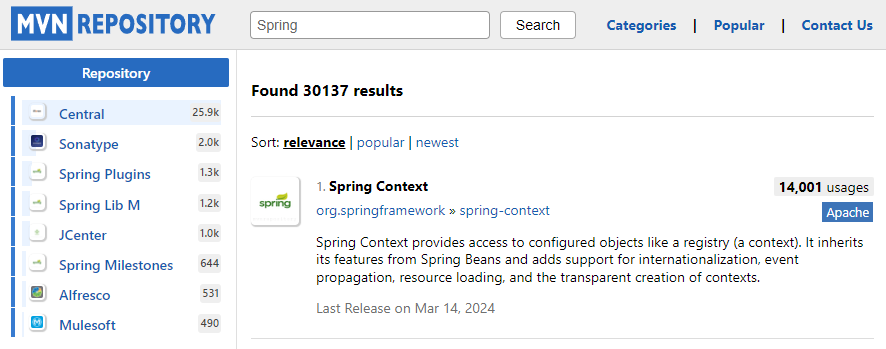 MVN REPOSITORY
Spring
Search
Categories | Popular | Contact Us
Repository
Central 25.9k
Sonatype 2.0k
Spring Plugins 1.3k
Spring Lib M 1.2k
JCenter 1.0k
Spring Milestones 644
Alfresco 531
Mulesoft 490
Found 30137 results
Sort: relevance | popular | newest
spring
1. Spring Context
14,001 usages
org.springframework » spring-context
Apache
Spring Context provides access to configured objects like a registry (a context). It inherits
its features from Spring Beans and adds support for internationalization, event
propagation, resource loading, and the transparent creation of contexts.
Last Release on Mar 14, 2024